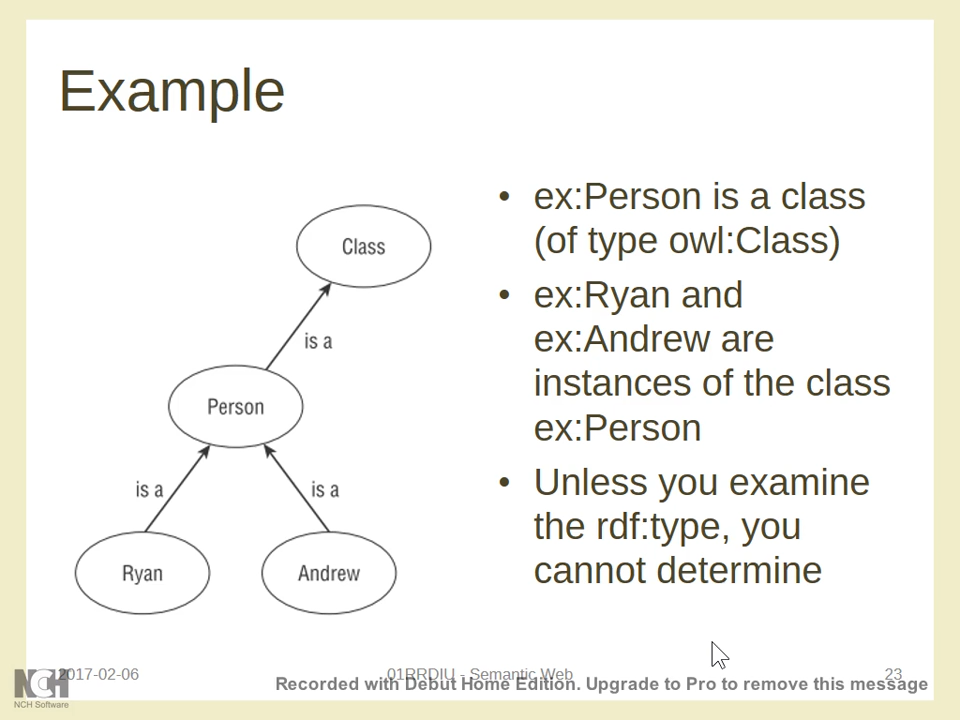 Example
Class
is a
Person
is a
is a
Ryan
Andrew
• ex:Person is a class
(of type owl:Class)
• ex:Ryan and
ex:Andrew are
instances of the class
ex:Person
• Unless you examine
the rdf:type, you
cannot determine
2017-02-06
01RRDIU - Semantic Web
23
Recorded with Debut Home Edition. Upgrade to Pro to remove this message
NCH
NCH Software